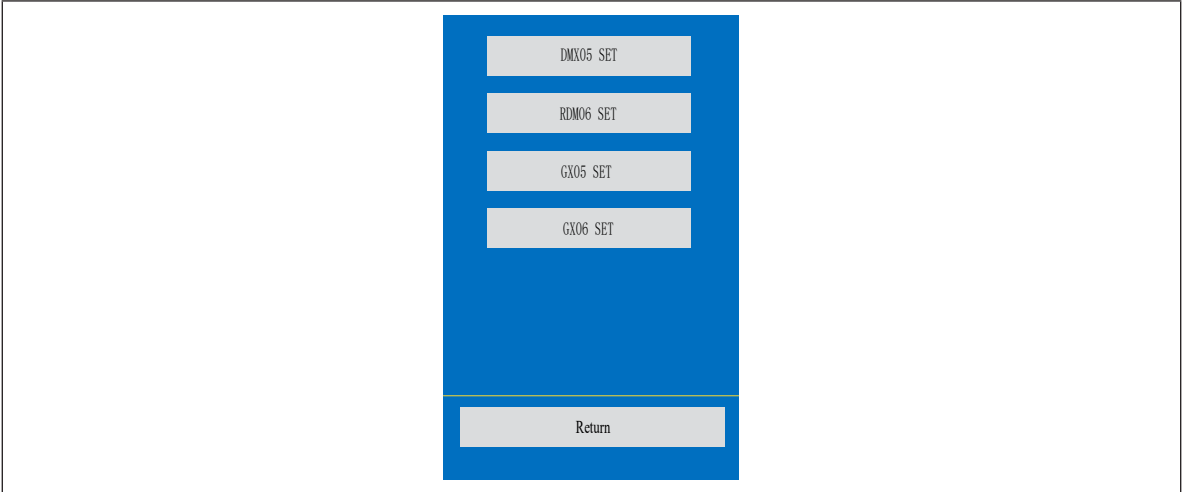 DMX05 SET
RDM06 SET
GX05 SET
GX06 SET
Return